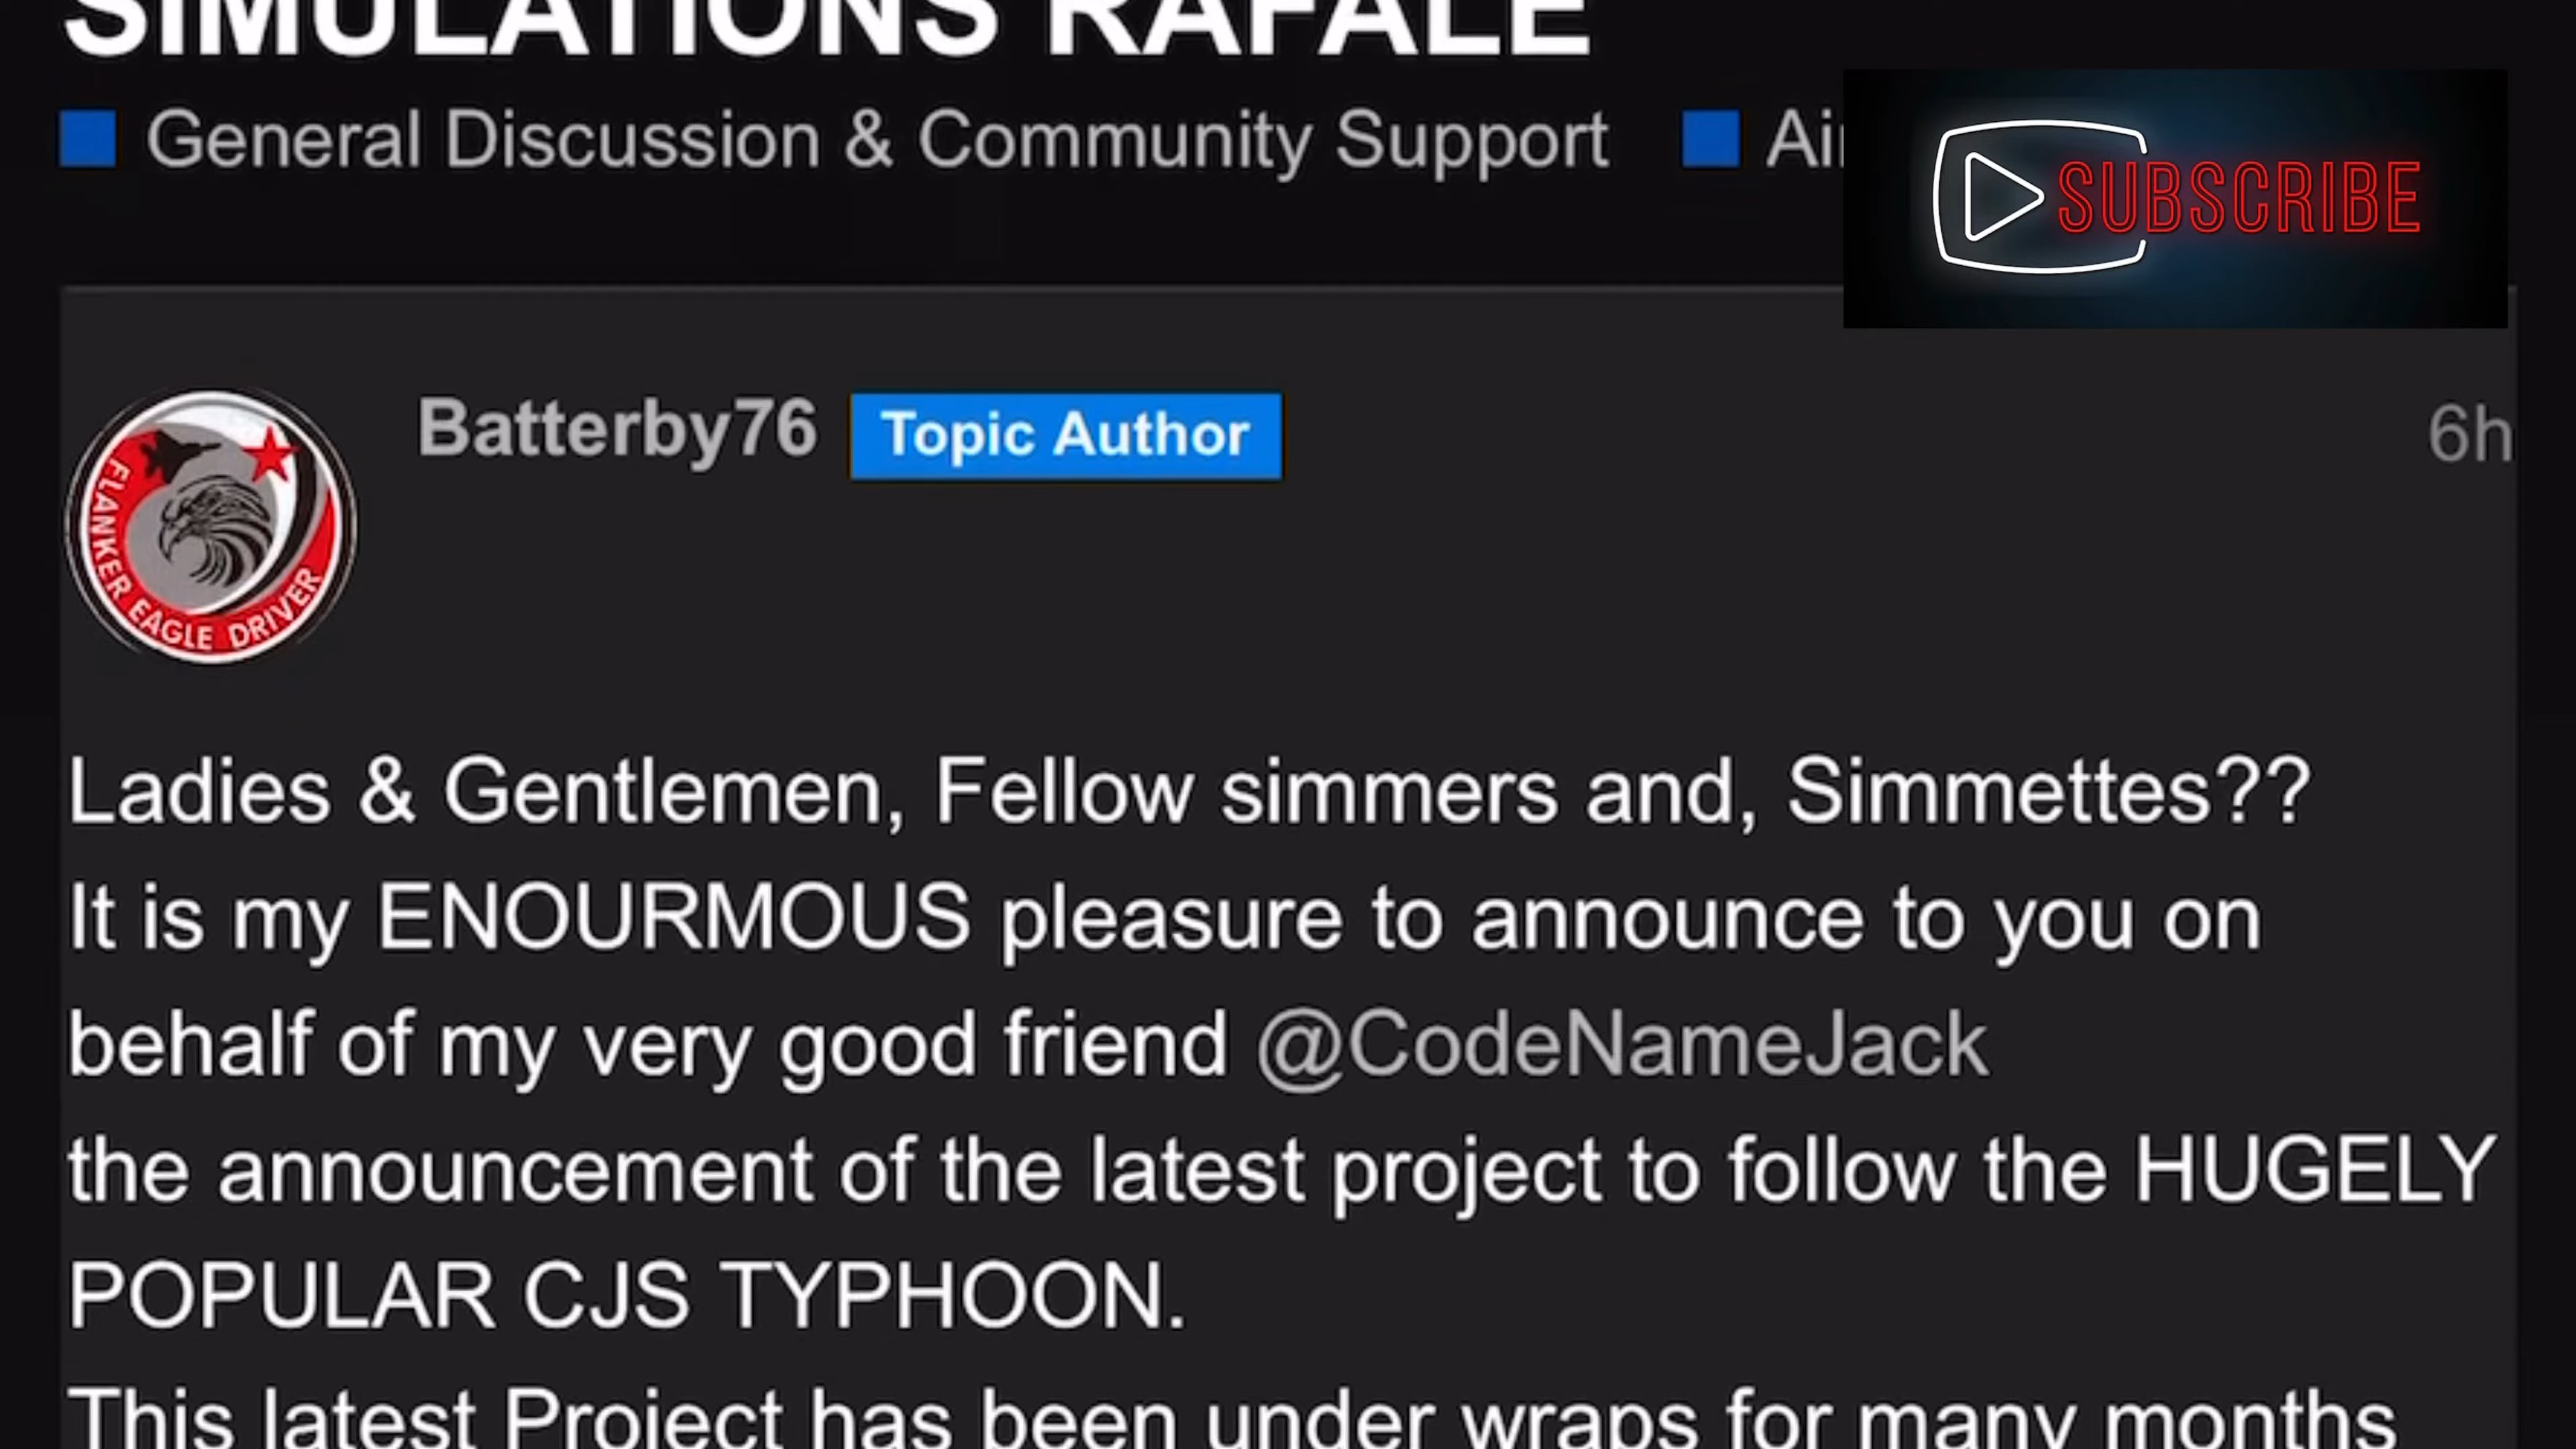 SIMULATIONS RAFALE
General Discussion & Community Support
SUBSCRIBE
Batterby76 Topic Author 6h
FLANKER EAGLE DRIVER
Ladies & Gentlemen, Fellow simmers and, Simmettes??
It is my ENOURMOUS pleasure to announce to you on
behalf of my very good friend @CodeNameJack
the announcement of the latest project to follow the HUGELY
POPULAR CJS TYPHOON.
This latest Project has been under wraps for many months